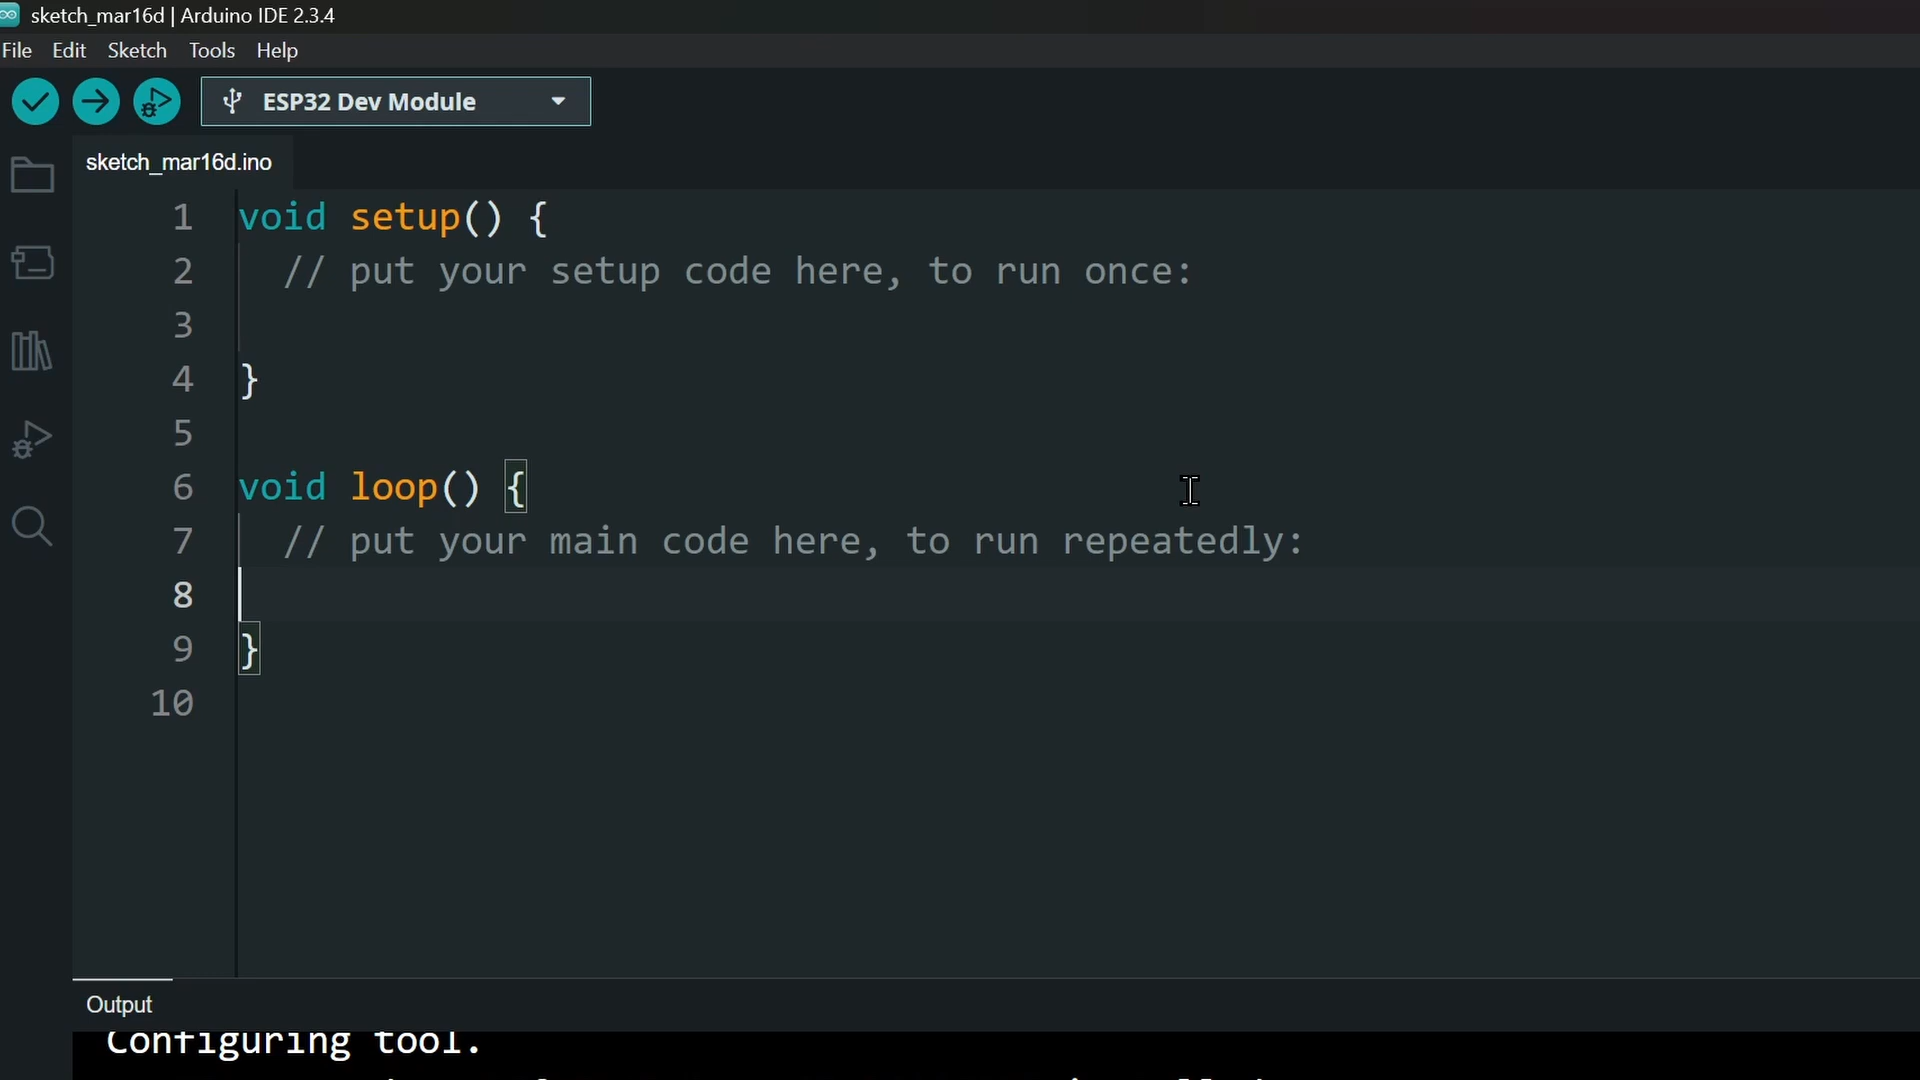 sketch_mar16d | Arduino IDE 2.3.4
File Edit Sketch Tools Help
ESP32 Dev Module
sketch_mar16d.ino
1 void setup() {
2 // put your setup code here, to run once:
3
4 }
5
6 void loop() {
7 // put your main code here, to run repeatedly:
8
9 }
10
Output
Configuring tool.